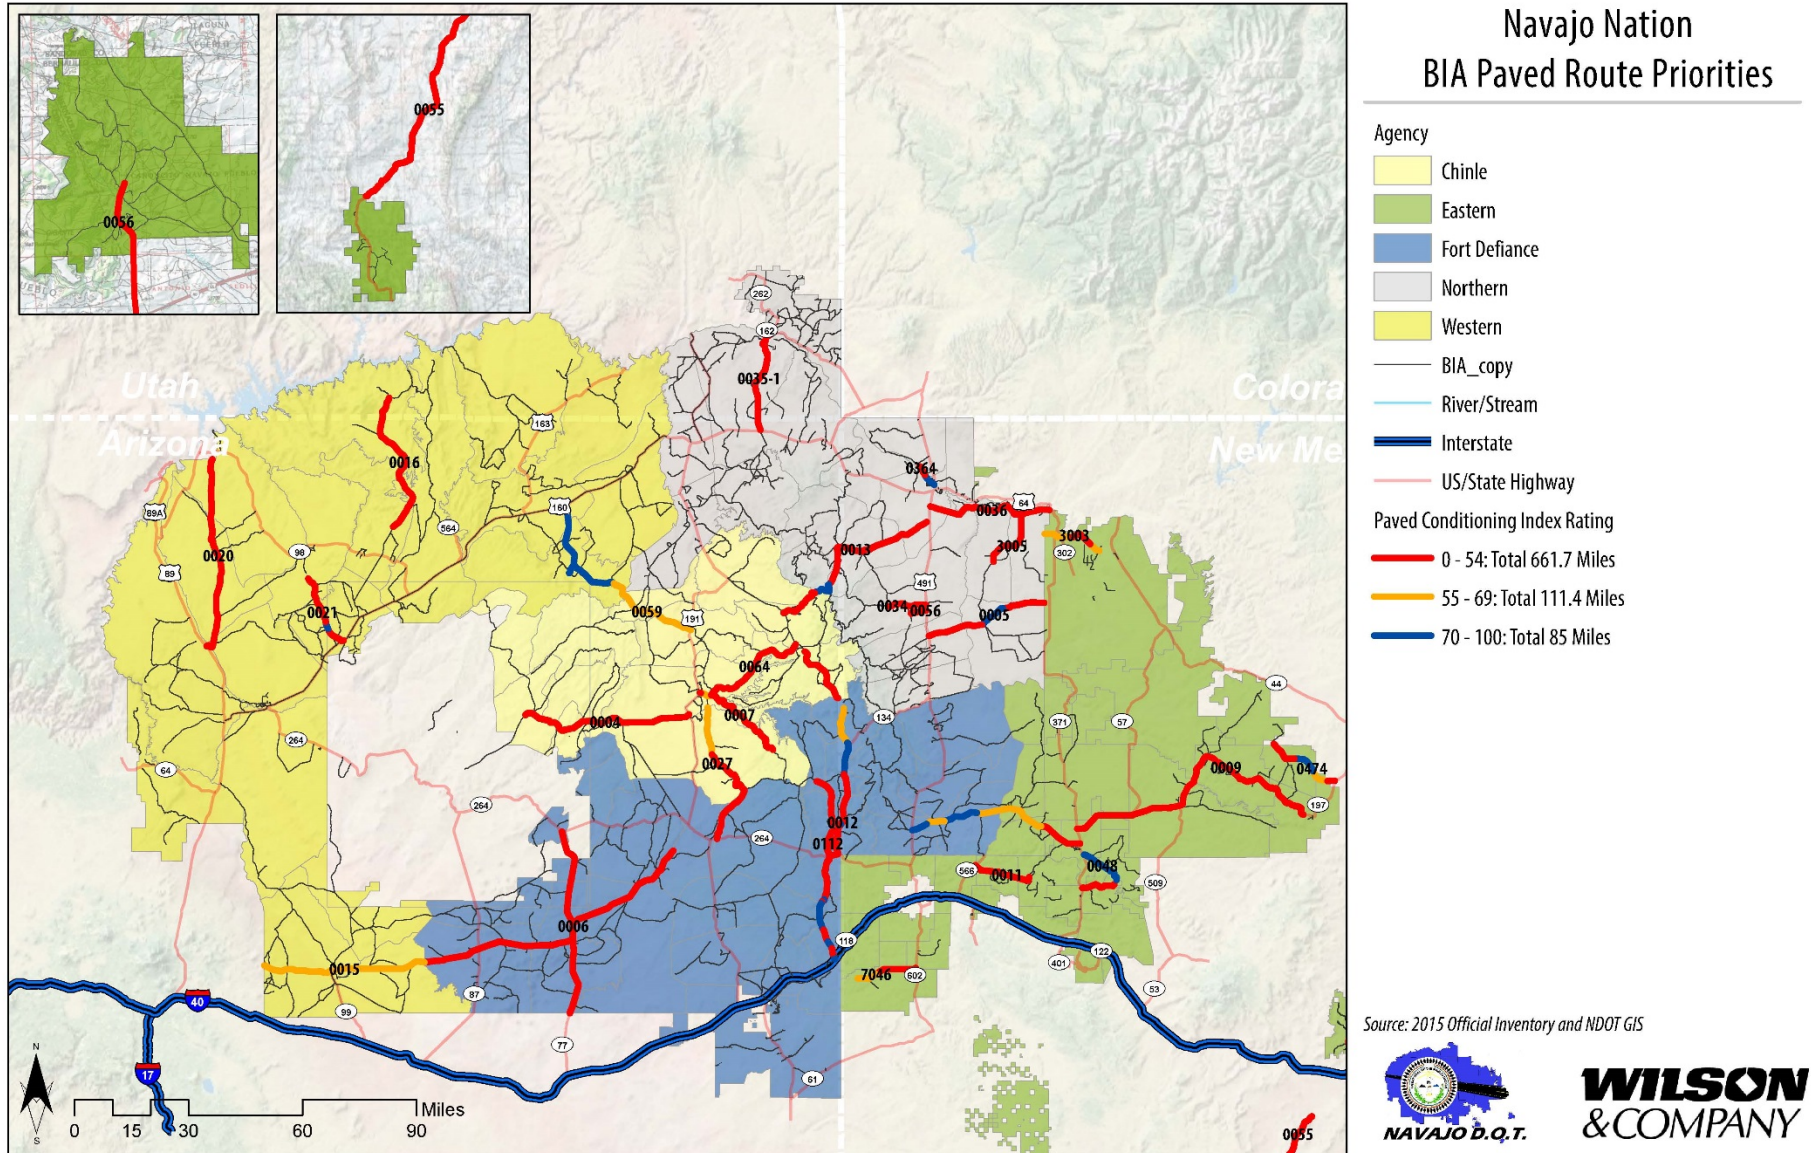 Navajo Nation
BIA Paved Route Priorities
Agency
Chinle
Eastern
Fort Defiance
Northern
Western
BIA_copy
River/Stream
Interstate
US/State Highway
Paved Conditioning Index Rating
0 - 54: Total 661.7 Miles
55 - 69: Total 111.4 Miles
70 - 100: Total 85 Miles
Source: 2015 Official Inventory and NDOT GIS
NAVAJO D.O.T.
WILSON
&COMPANY
0056
0055
262
162
0035-1
Utah
Colora
Arizona
New Me
163
0016
0364
160
64
0036
89A
564
0020
98
0013
3005
3003
302
89
491
0021
0059
191
0034
0056
0005
0064
44
0004
0007
134
371
57
264
64
0027
0009
0474
264
197
0012
264
0112
566
0011
0048
509
0006
118
122
0015
7046
602
401
87
53
40
99
77
17
61
N
S
Miles
0
15
30
60
90
0055